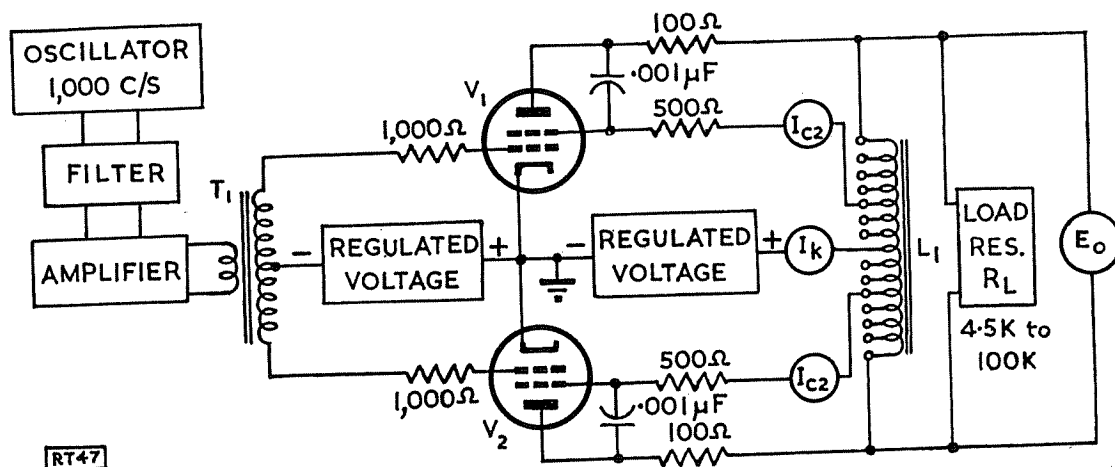 OSCILLATOR
1,000 C/S
FILTER
AMPLIFIER
T1
1,000Ω
V1
100Ω
·001μF
500Ω
IC2
REGULATED
VOLTAGE
−
+
REGULATED
VOLTAGE
−
+
Ik
L1
LOAD
RES.
RL
4·5K to
100K
Eo
1,000Ω
V2
500Ω
IC2
·001μF
100Ω
RT47